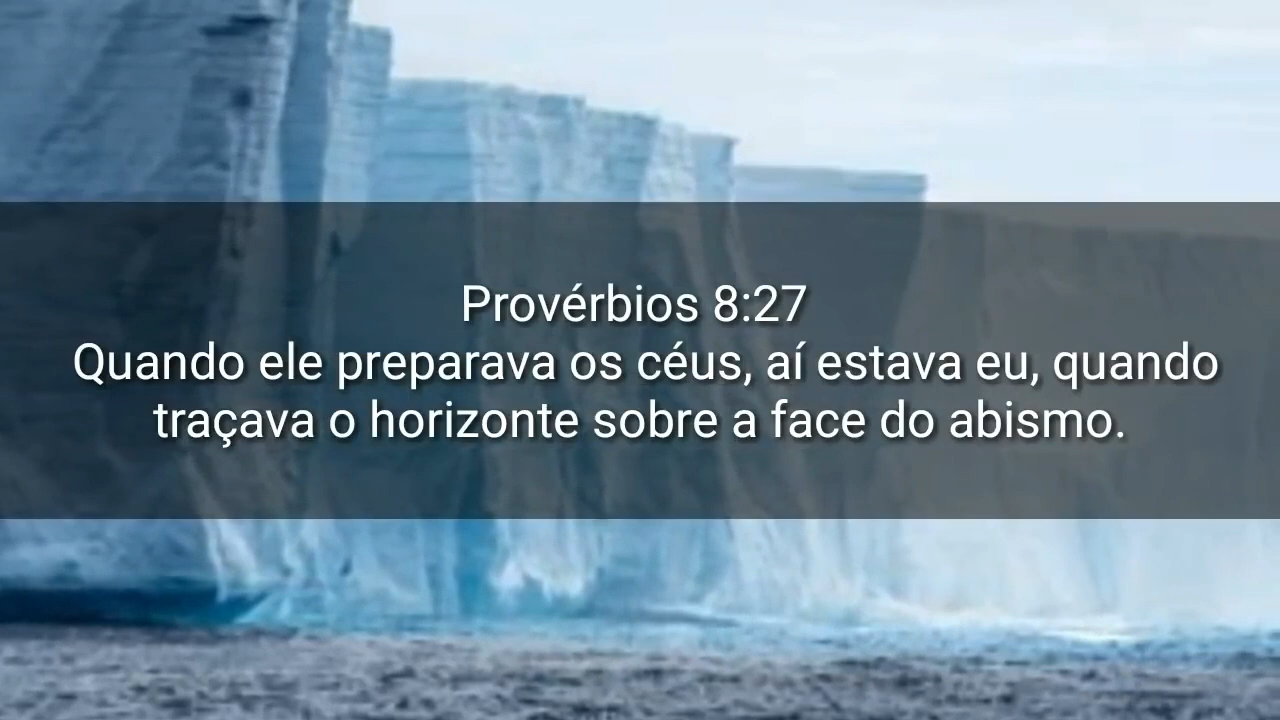 Provérbios 8:27
Quando ele preparava os céus, aí estava eu, quando
traçava o horizonte sobre a face do abismo.